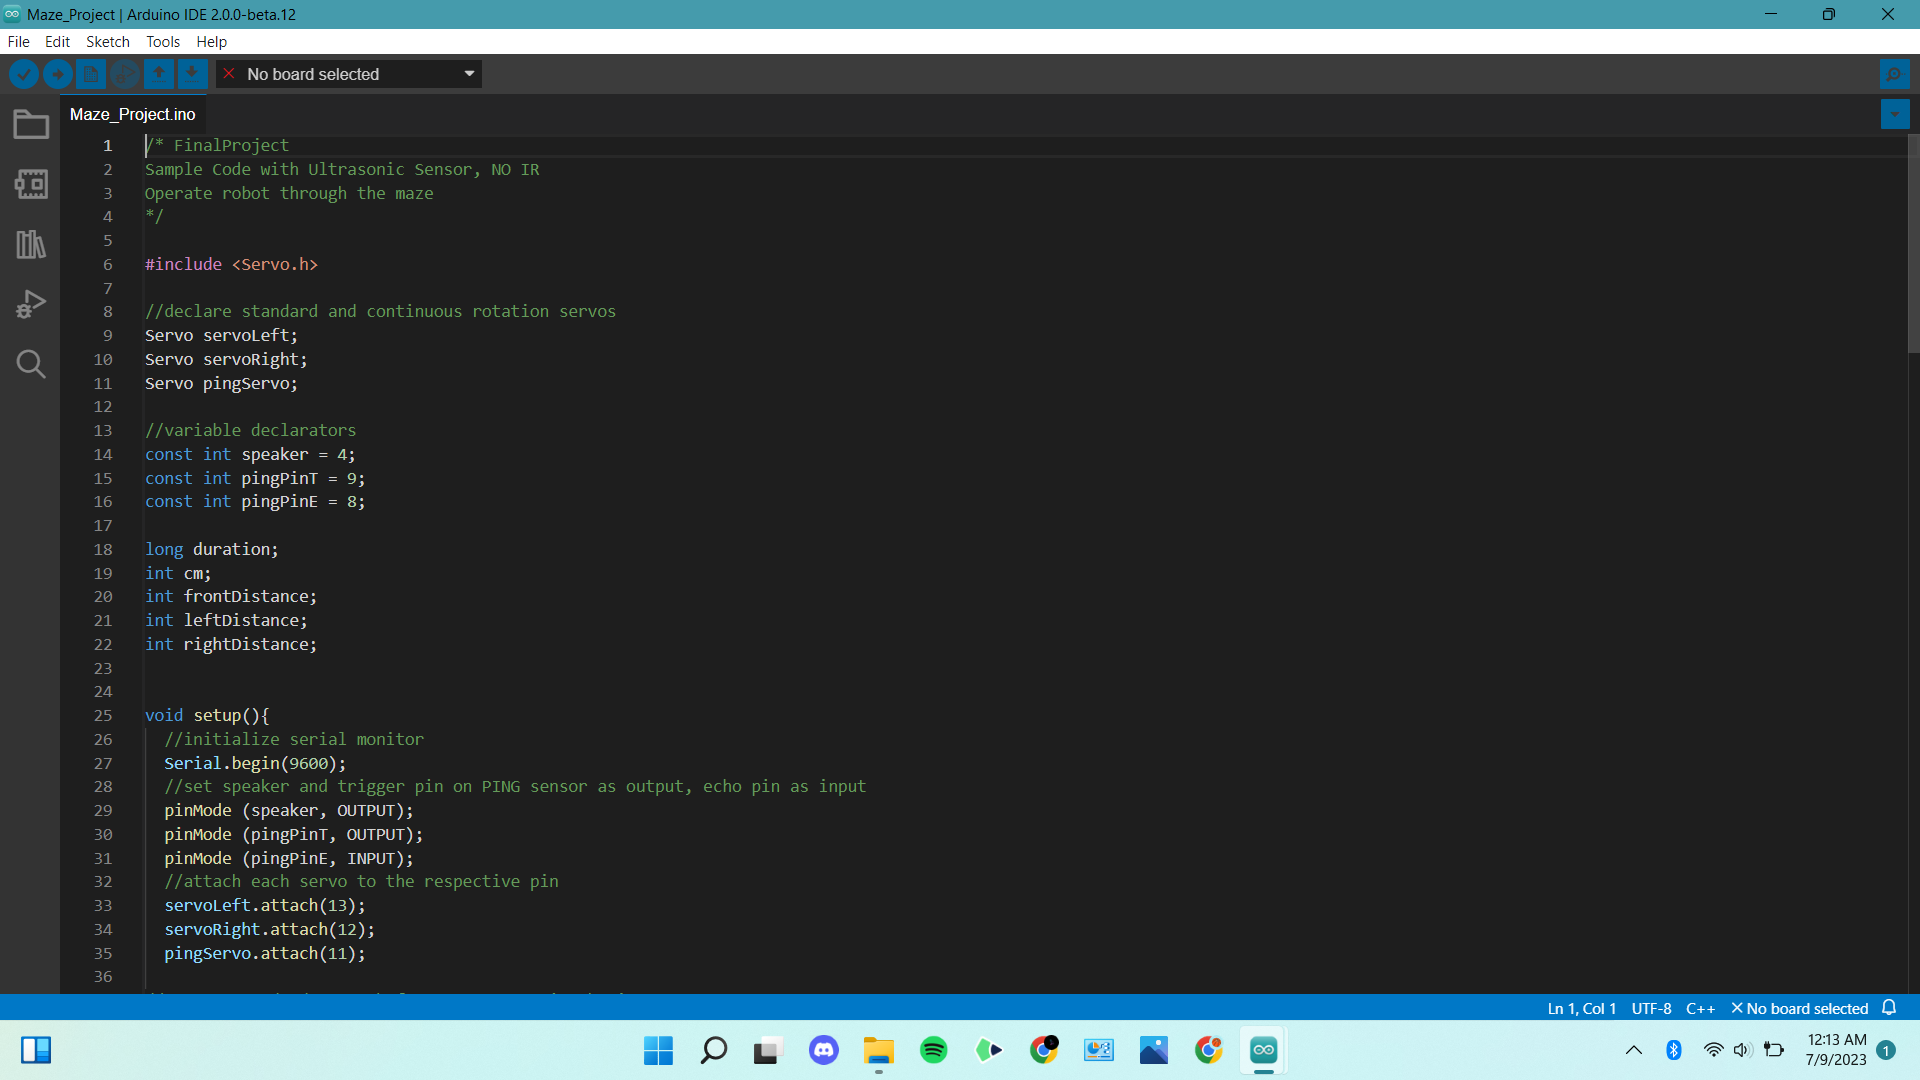 Maze_Project | Arduino IDE 2.0.0-beta.12
File Edit Sketch Tools Help
No board selected
Maze_Project.ino
1 /* FinalProject
2 Sample Code with Ultrasonic Sensor, NO IR
3 Operate robot through the maze
4 */
5
6 #include <Servo.h>
7
8 //declare standard and continuous rotation servos
9 Servo servoLeft;
10 Servo servoRight;
11 Servo pingServo;
12
13 //variable declarators
14 const int speaker = 4;
15 const int pingPinT = 9;
16 const int pingPinE = 8;
17
18 long duration;
19 int cm;
20 int frontDistance;
21 int leftDistance;
22 int rightDistance;
23
24
25 void setup(){
26 //initialize serial monitor
27 Serial.begin(9600);
28 //set speaker and trigger pin on PING sensor as output, echo pin as input
29 pinMode (speaker, OUTPUT);
30 pinMode (pingPinT, OUTPUT);
31 pinMode (pingPinE, INPUT);
32 //attach each servo to the respective pin
33 servoLeft.attach(13);
34 servoRight.attach(12);
35 pingServo.attach(11);
36
Ln 1, Col 1 UTF-8 C++ No board selected
12:13 AM
7/9/2023 1